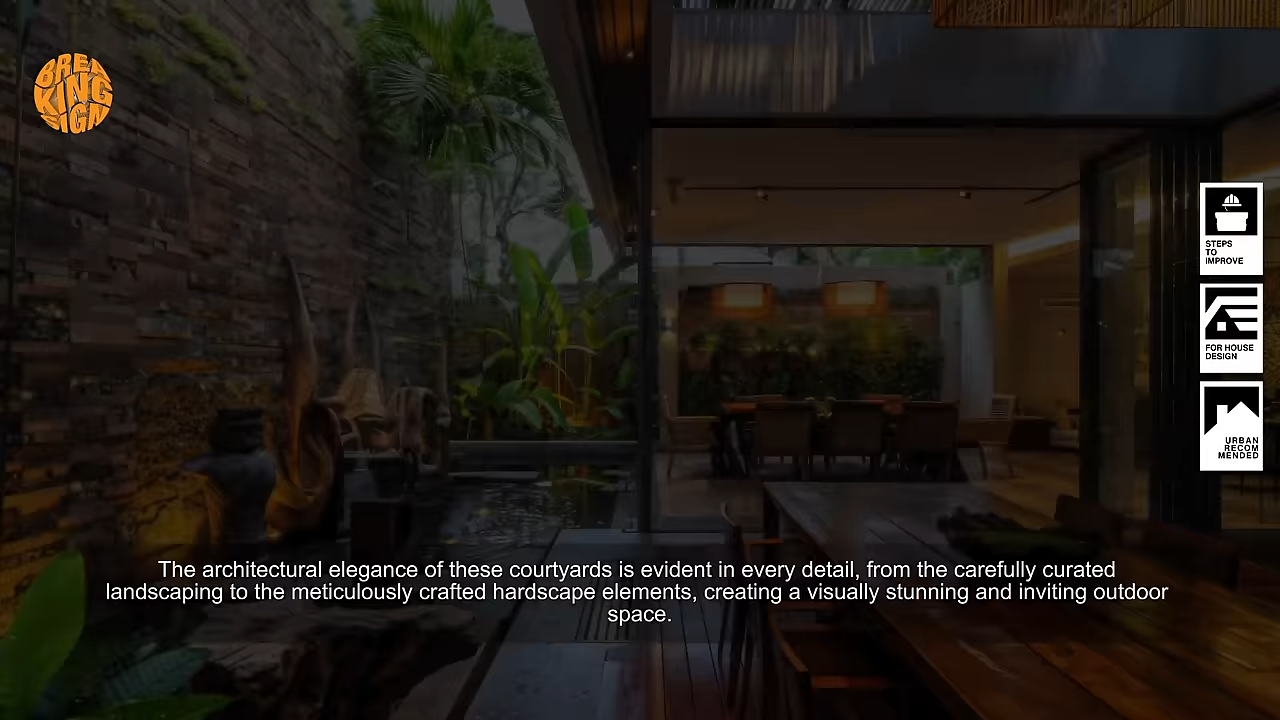 BREA
KING
SIGN
STEPS
TO
IMPROVE
FOR HOUSE
DESIGN
URBAN
RECOM
MENDED
The architectural elegance of these courtyards is evident in every detail, from the carefully curated
landscaping to the meticulously crafted hardscape elements, creating a visually stunning and inviting outdoor
space.